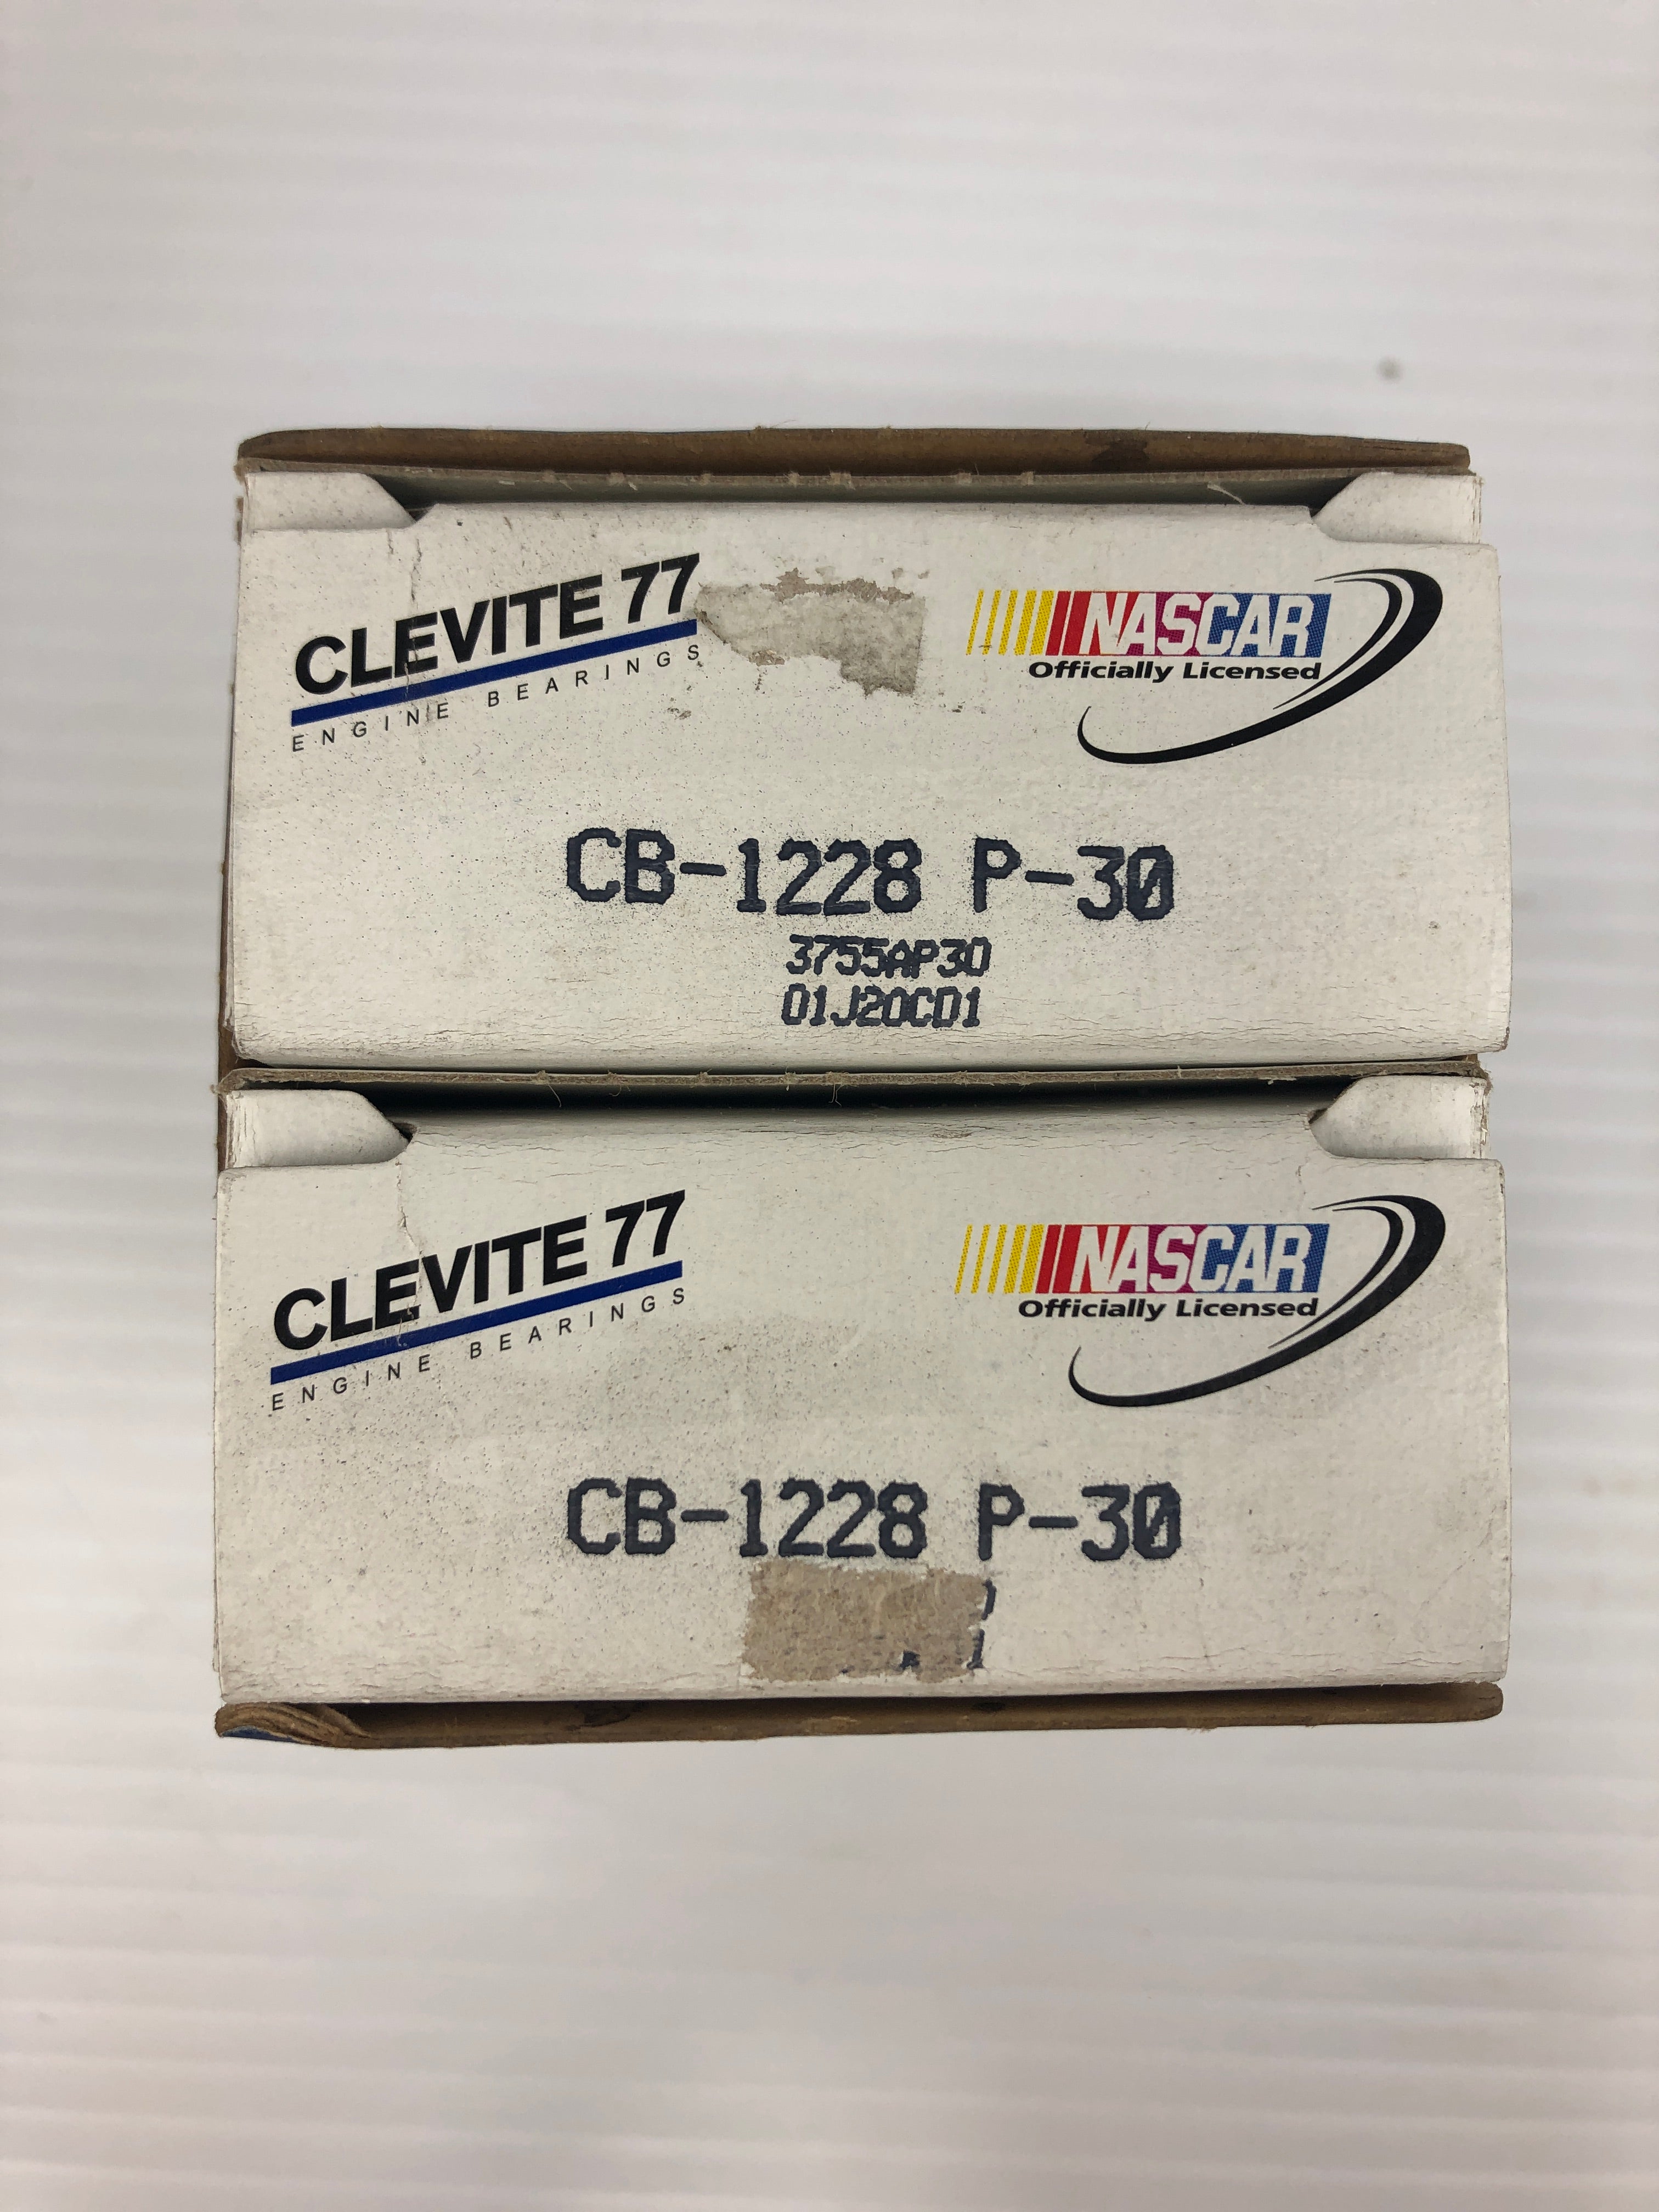 CLEVITE 77
ENGINE BEARINGS
NASCAR
Officially Licensed
CB-1228 P-30
3755AP30
01J20CD1
CLEVITE 77
ENGINE BEARINGS
NASCAR
Officially Licensed
CB-1228 P-30